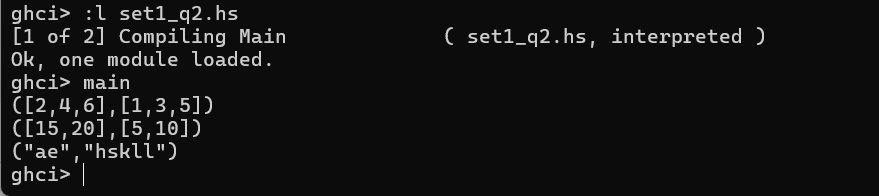 ghci> :l set1_q2.hs
[1 of 2] Compiling Main             ( set1_q2.hs, interpreted )
Ok, one module loaded.
ghci> main
([2,4,6],[1,3,5])
([15,20],[5,10])
("ae","hskll")
ghci>